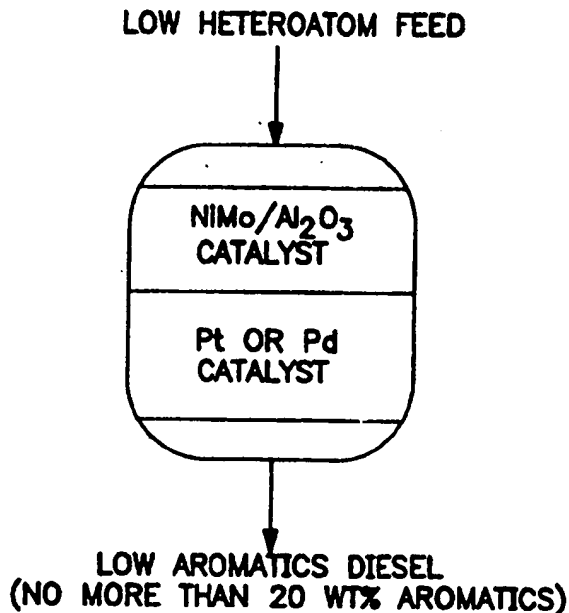 LOW HETEROATOM FEED
NiMo/Al2O3
CATALYST
Pt OR Pd
CATALYST
LOW AROMATICS DIESEL
(NO MORE THAN 20 WT% AROMATICS)